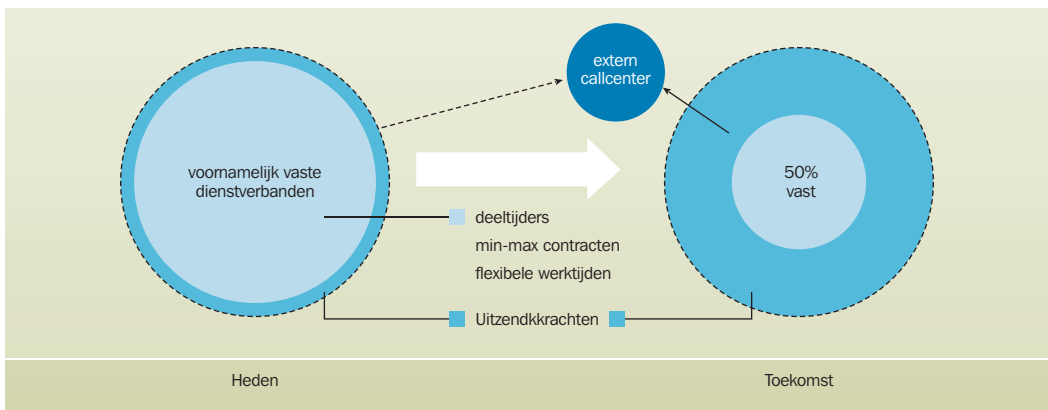 extern
callcenter
voornamelijk vaste
dienstverbanden
50%
vast
deeltijders
min-max contracten
flexibele werktijden
Uitzendkkrachten
Heden
Toekomst